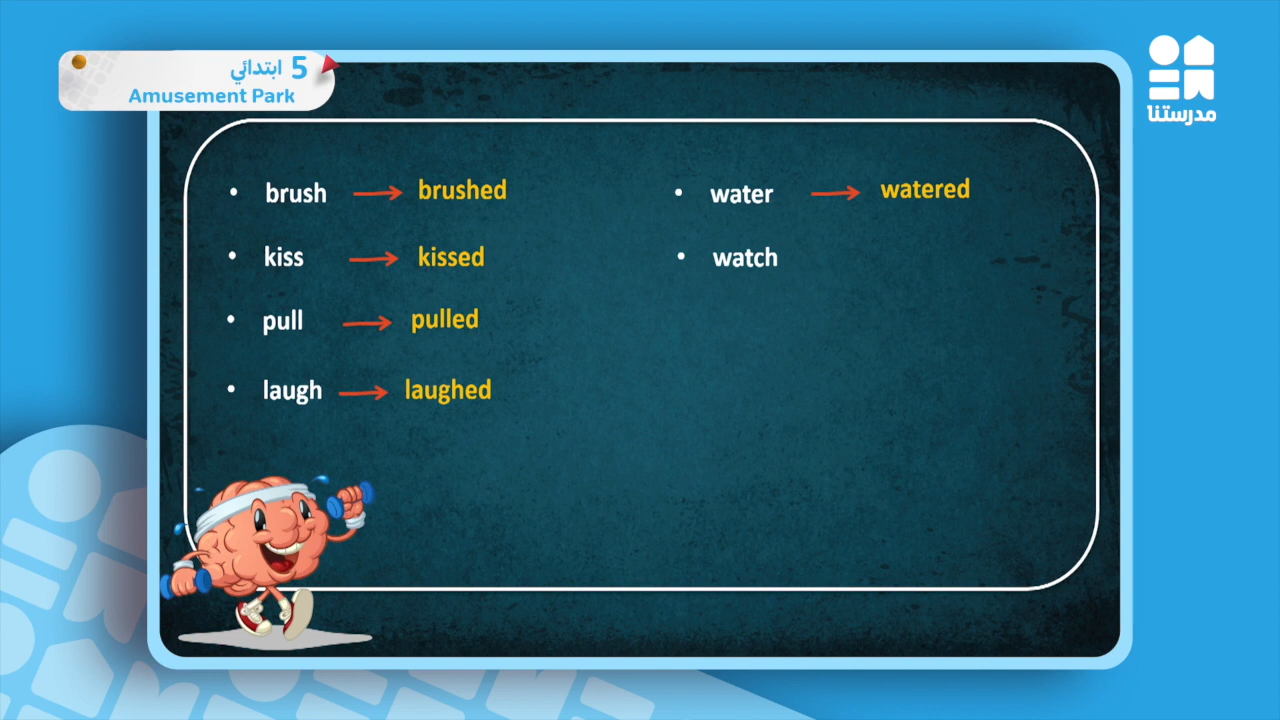 5 ابتدائي
Amusement Park
مدرستنا
• brush → brushed
• kiss → kissed
• pull → pulled
• laugh → laughed
• water → watered
• watch